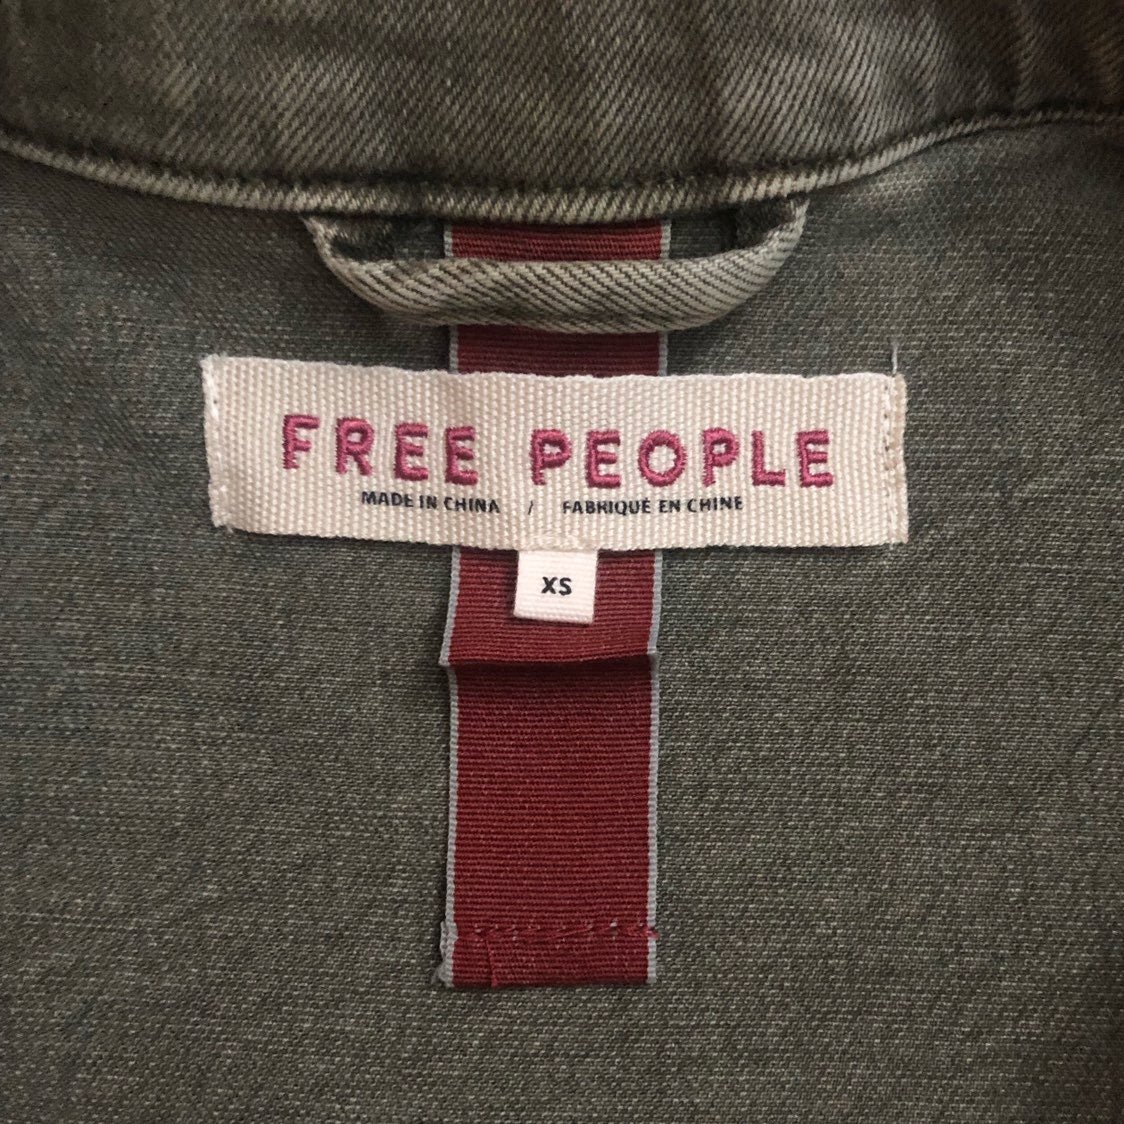 FREE PEOPLE
MADE IN CHINA / FABRIQUÉ EN CHINE
XS